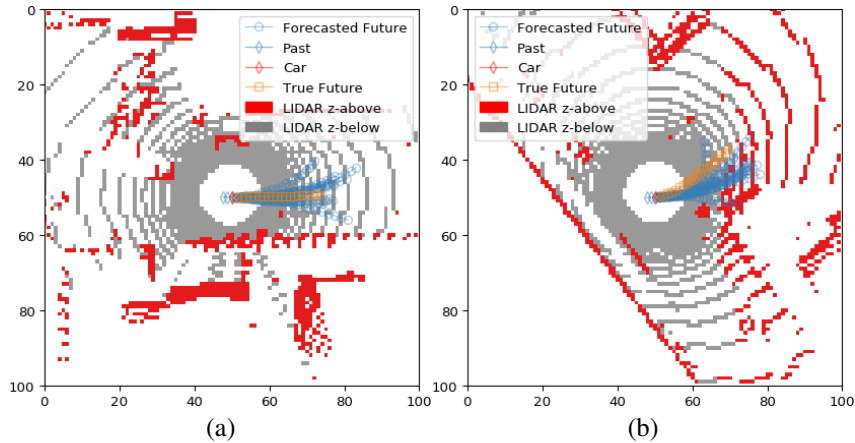 0
20
40
60
80
100
0 20 40 60 80 100
Forecasted Future
Past
Car
True Future
LIDAR z-above
LIDAR z-below
(a)
0
20
40
60
80
100
0 20 40 60 80 100
Forecasted Future
Past
Car
True Future
LIDAR z-above
LIDAR z-below
(b)